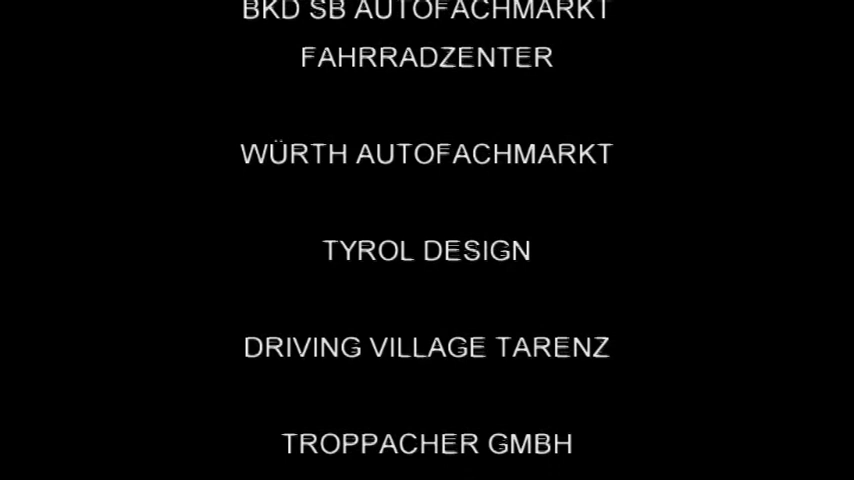 BKD SB AUTOFACHMARKT
FAHRRADZENTER
WÜRTH AUTOFACHMARKT
TYROL DESIGN
DRIVING VILLAGE TARENZ
TROPPACHER GMBH